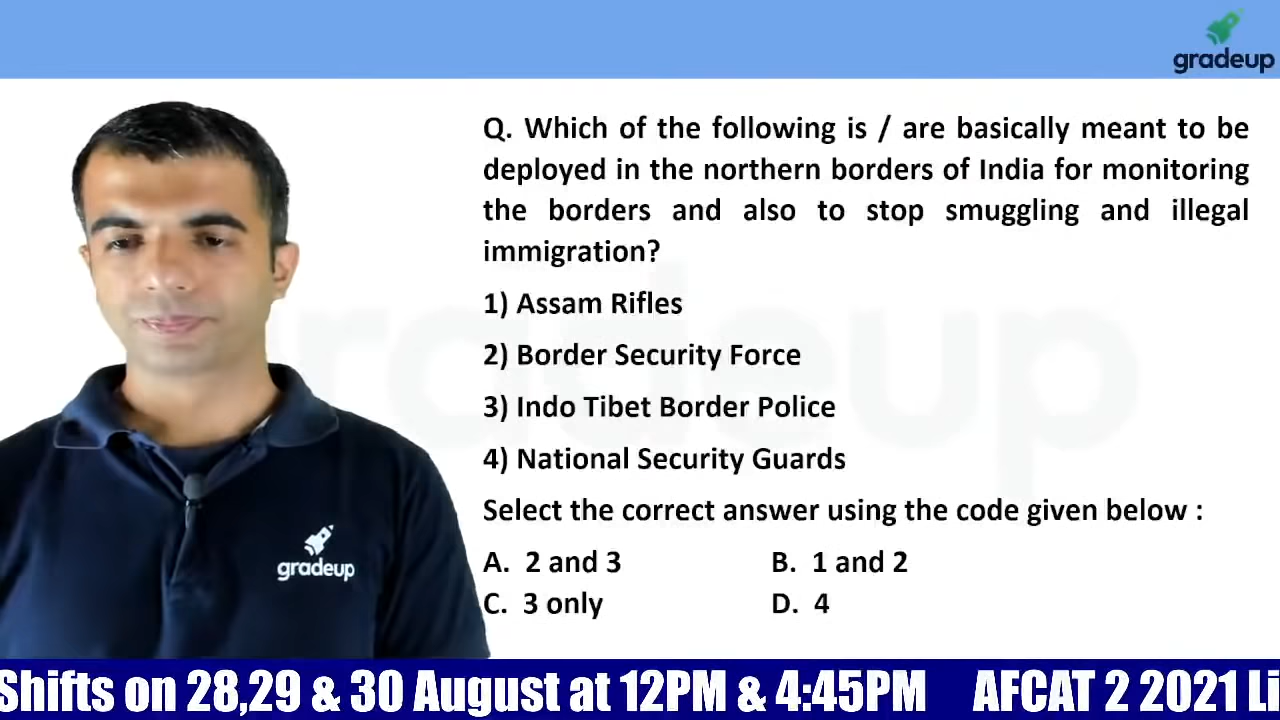 gradeup
Q. Which of the following is / are basically meant to be
deployed in the northern borders of India for monitoring
the borders and also to stop smuggling and illegal
immigration?
1) Assam Rifles
2) Border Security Force
3) Indo Tibet Border Police
4) National Security Guards
Select the correct answer using the code given below :
A. 2 and 3 B. 1 and 2
C. 3 only D. 4
gradeup
gradeup
Shifts on 28,29 & 30 August at 12PM & 4:45PM AFCAT 2 2021 Li